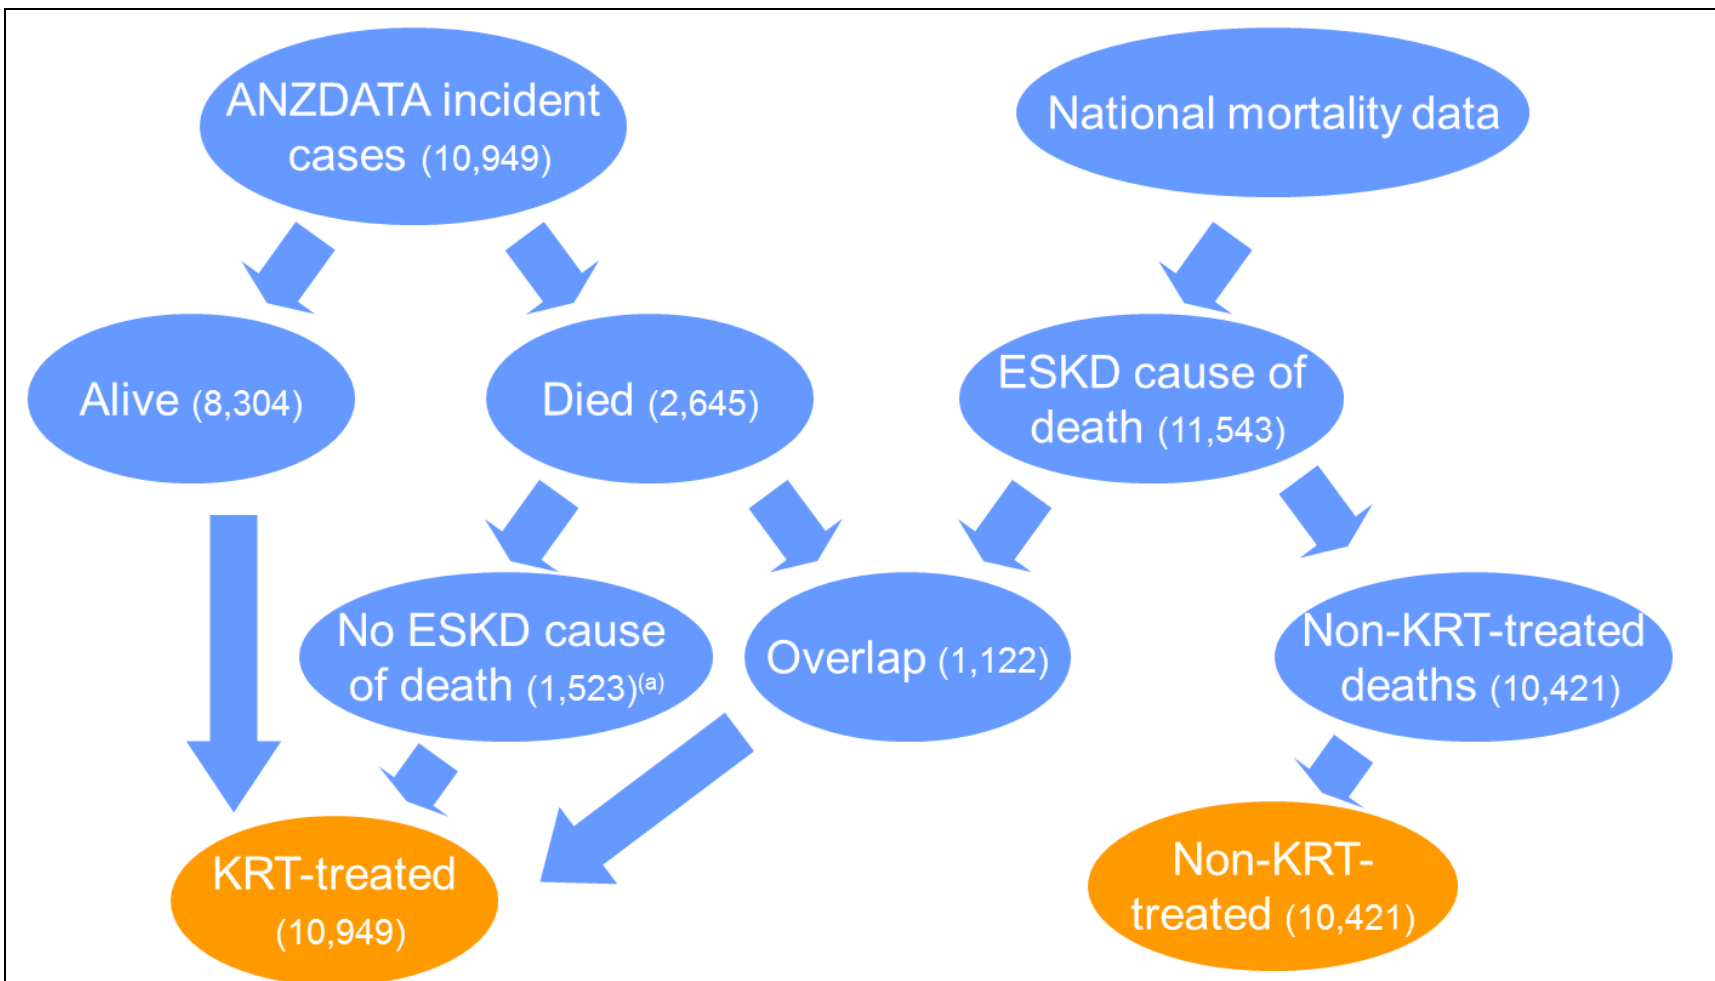 ANZDATA incident
cases (10,949)
National mortality data
Alive (8,304)
Died (2,645)
ESKD cause of
death (11,543)
No ESKD cause
of death (1,523)(a)
Overlap (1,122)
Non-KRT-treated
deaths (10,421)
KRT-treated
(10,949)
Non-KRT-
treated (10,421)